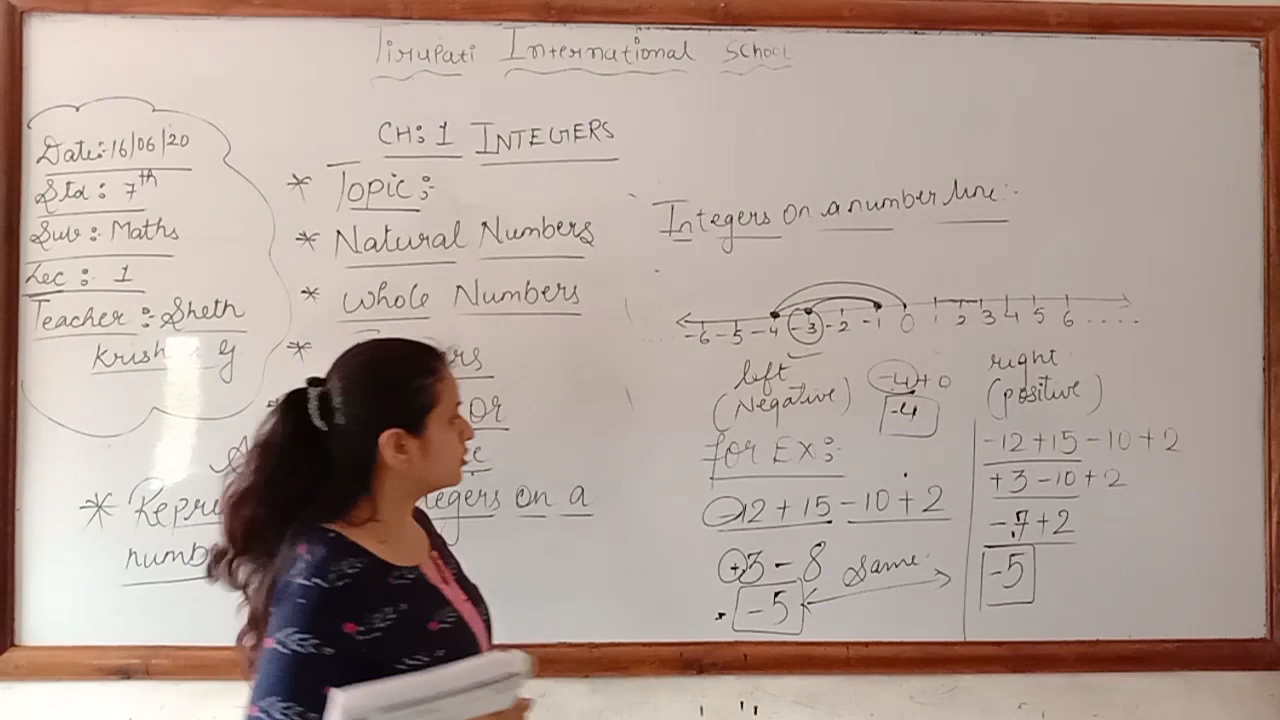 Tirupati International School
Date:- 16/06/20
Std : 7th
Sub : Maths
Lec : 1
Teacher : Sheth
CH: 1 INTEGERS
* Topic :
* Natural Numbers
* Whole Numbers
*
or
* on a
Integers on a number line:-
-6 -5 -4 -3 -2 -1 0 1 2 3 4 5 6 .....
left
(Negative)
-4+0
-4
right
(positive)
for EX:-
-12 + 15 - 10 + 2
+3 - 8
-5
Same
-12 + 15 - 10 + 2
+3 - 10 + 2
-7 + 2
-5